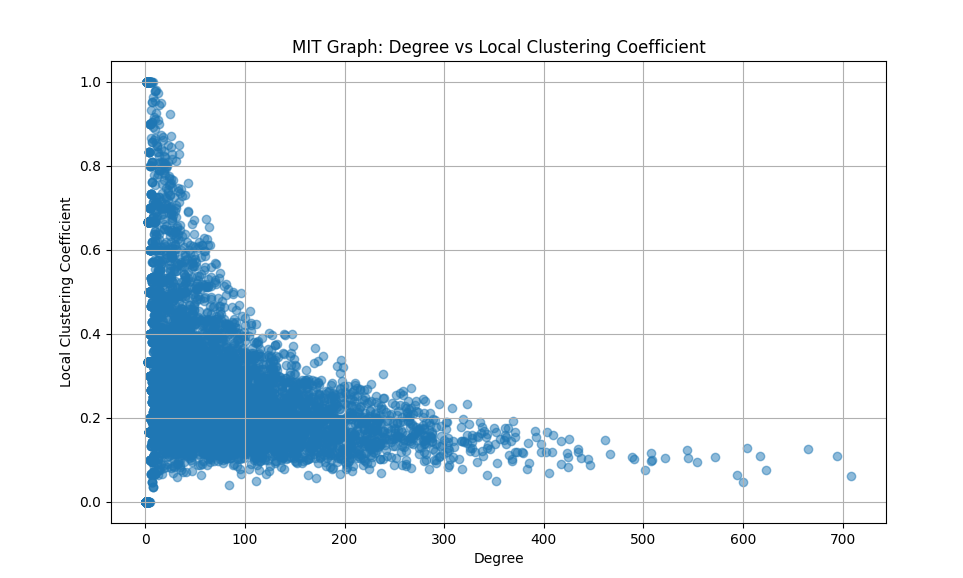 MIT Graph: Degree vs Local Clustering Coefficient
1.0
0.8
0.6
0.4
0.2
0.0
Local Clustering Coefficient
0 100 200 300 400 500 600 700
Degree